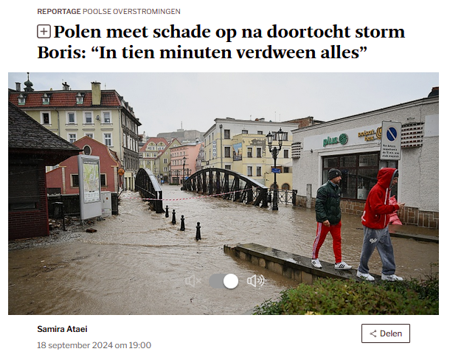 REPORTAGE POOLSE OVERSTROMINGEN
Polen meet schade op na doortocht storm
Boris: “In tien minuten verdween alles”
plus
Samira Ataei
18 september 2024 om 19:00
Delen